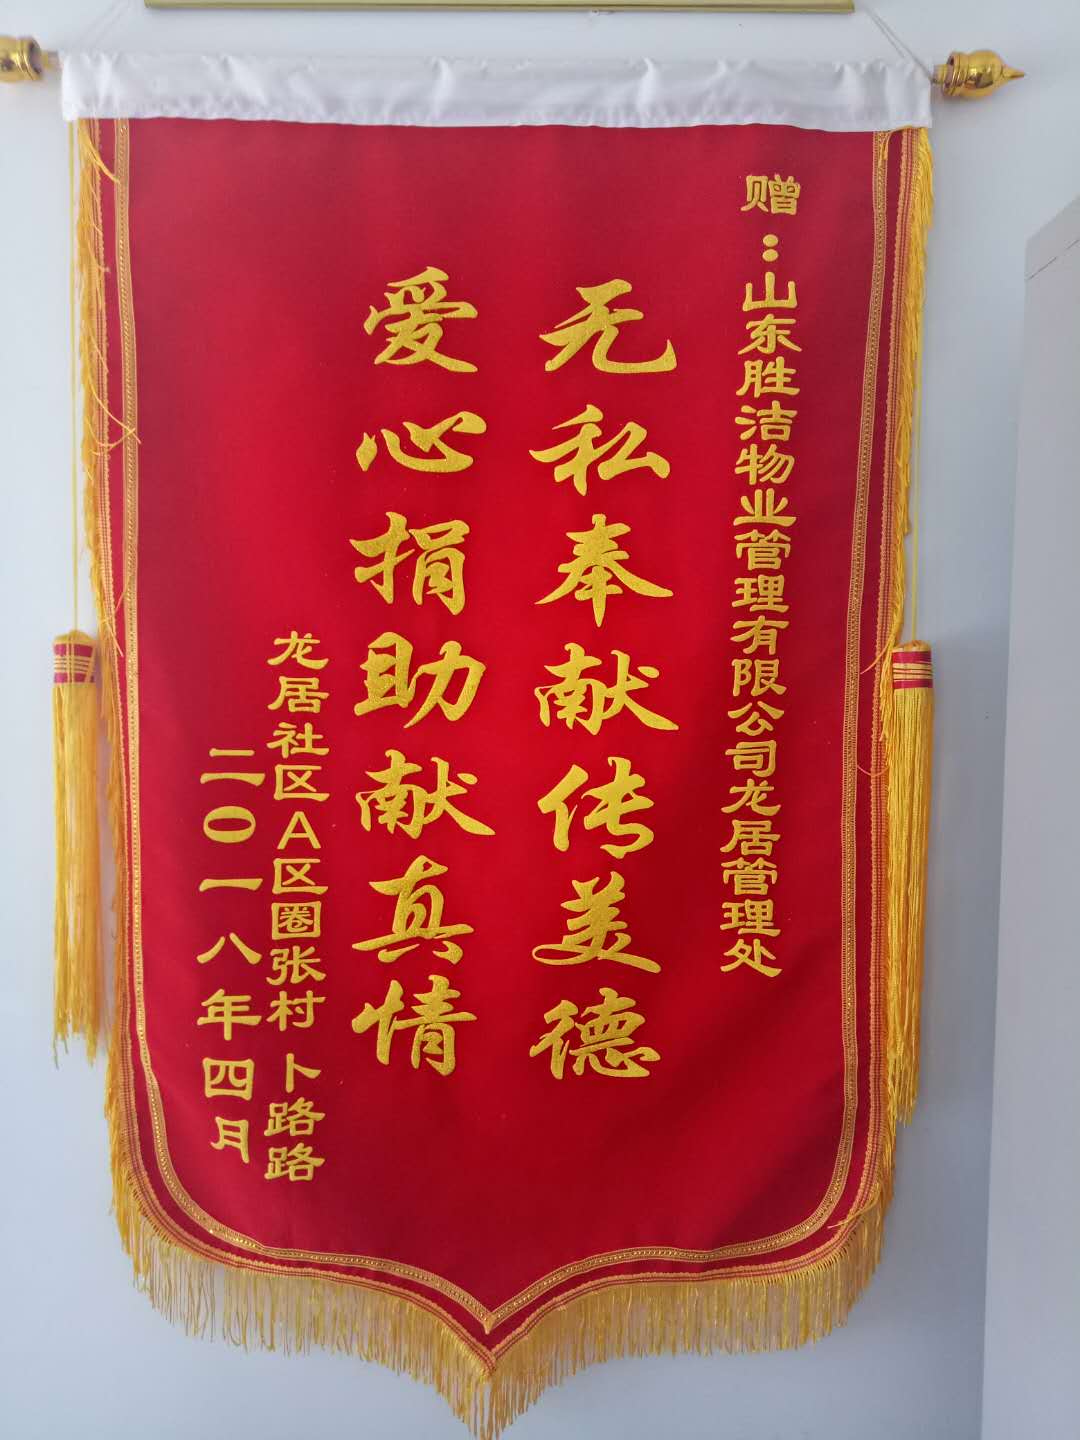 赠：山东胜洁物业管理有限公司龙居管理处
无私奉献传美德
爱心捐助献真情
龙居社区A区圈张村 卜路路
二〇一八年四月